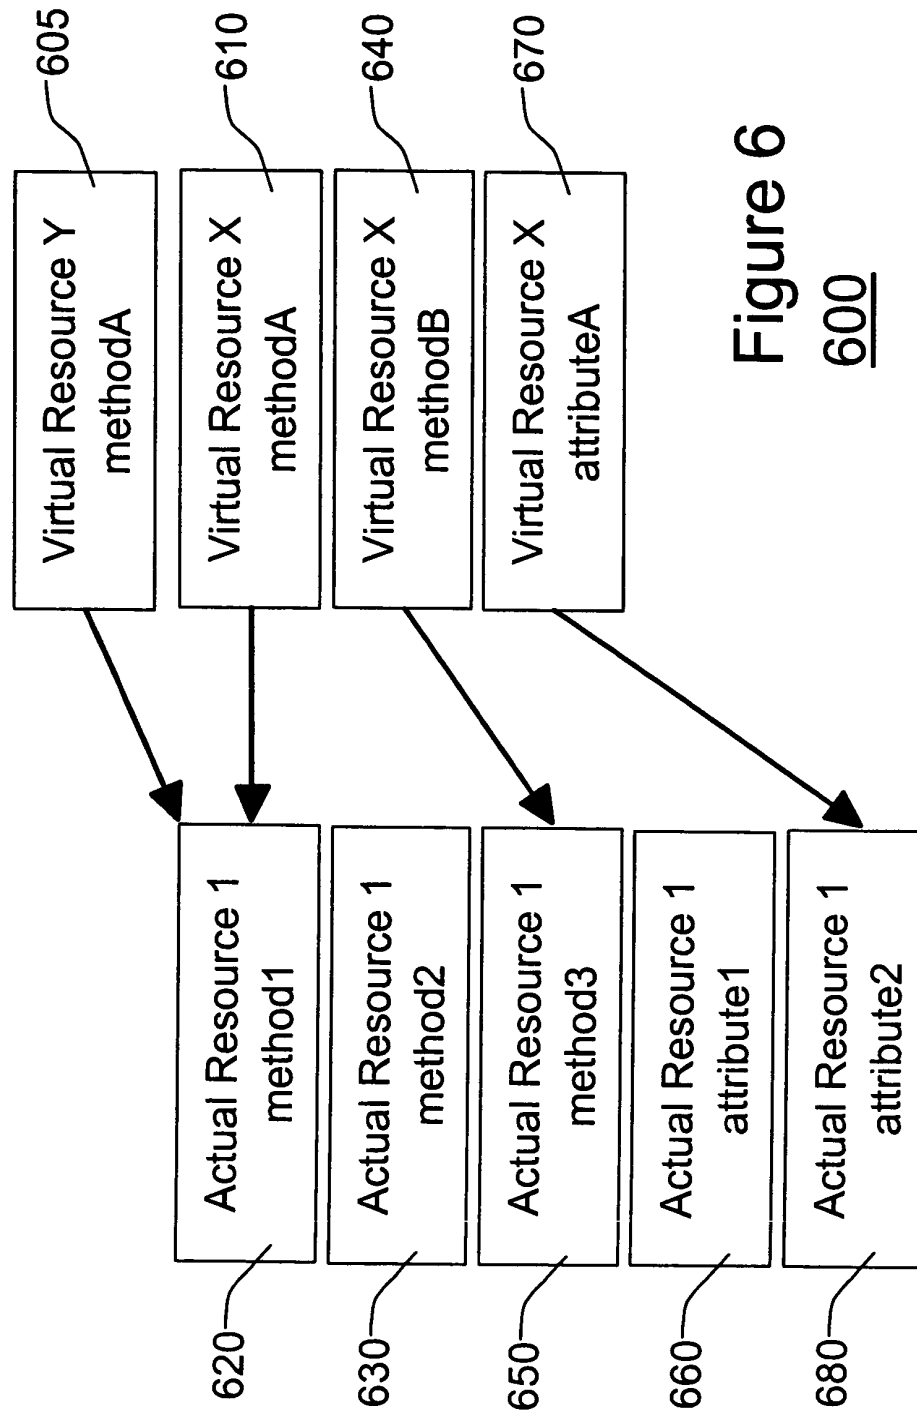 620
Actual Resource 1
method1
630
Actual Resource 1
method2
650
Actual Resource 1
method3
660
Actual Resource 1
attribute1
680
Actual Resource 1
attribute2
Virtual Resource Y
methodA
605
Virtual Resource X
methodA
610
Virtual Resource X
methodB
640
Virtual Resource X
attributeA
670
Figure 6
600